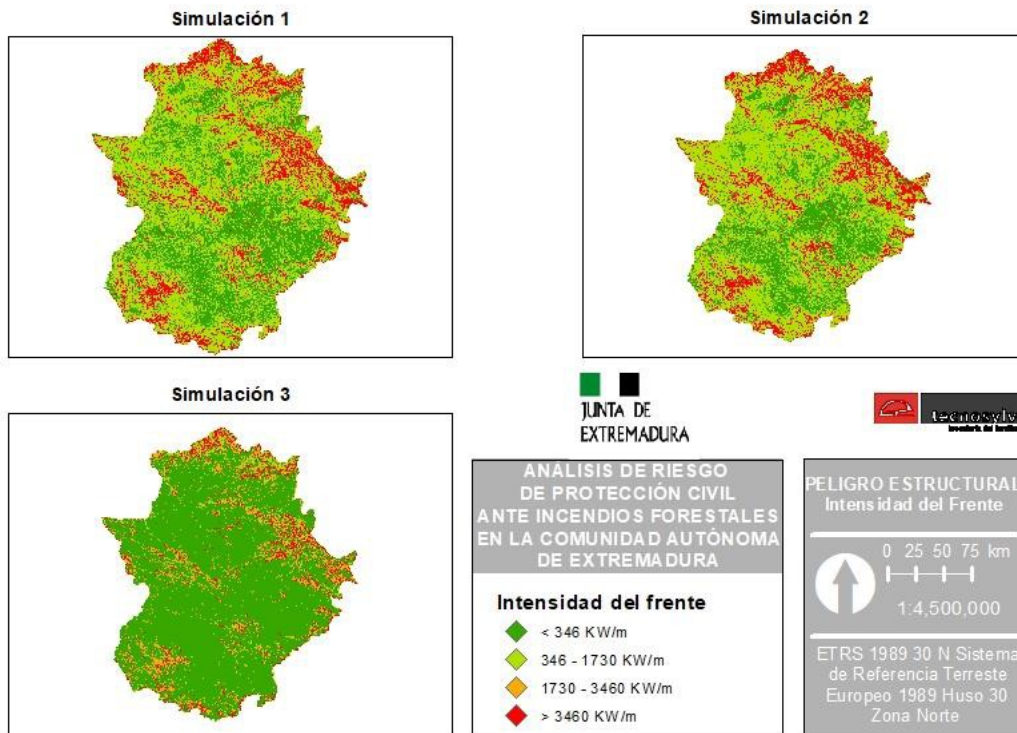 Simulación 1
Simulación 2
Simulación 3
JUNTA DE
EXTREMADURA
tecnosylv
ANÁLISIS DE RIESGO
DE PROTECCIÓN CIVIL
ANTE INCENDIOS FORESTALES
EN LA COMUNIDAD AUTÓNOMA
DE EXTREMADURA
Intensidad del frente
< 346 KW/m
346 - 1730 KW/m
1730 - 3460 KW/m
> 3460 KW/m
PELIGRO ESTRUCTURAL
Intensidad del Frente
0 25 50 75 km
1:4,500,000
ETRS 1989 30 N Sistema
de Referencia Terreste
Europeo 1989 Huso 30
Zona Norte